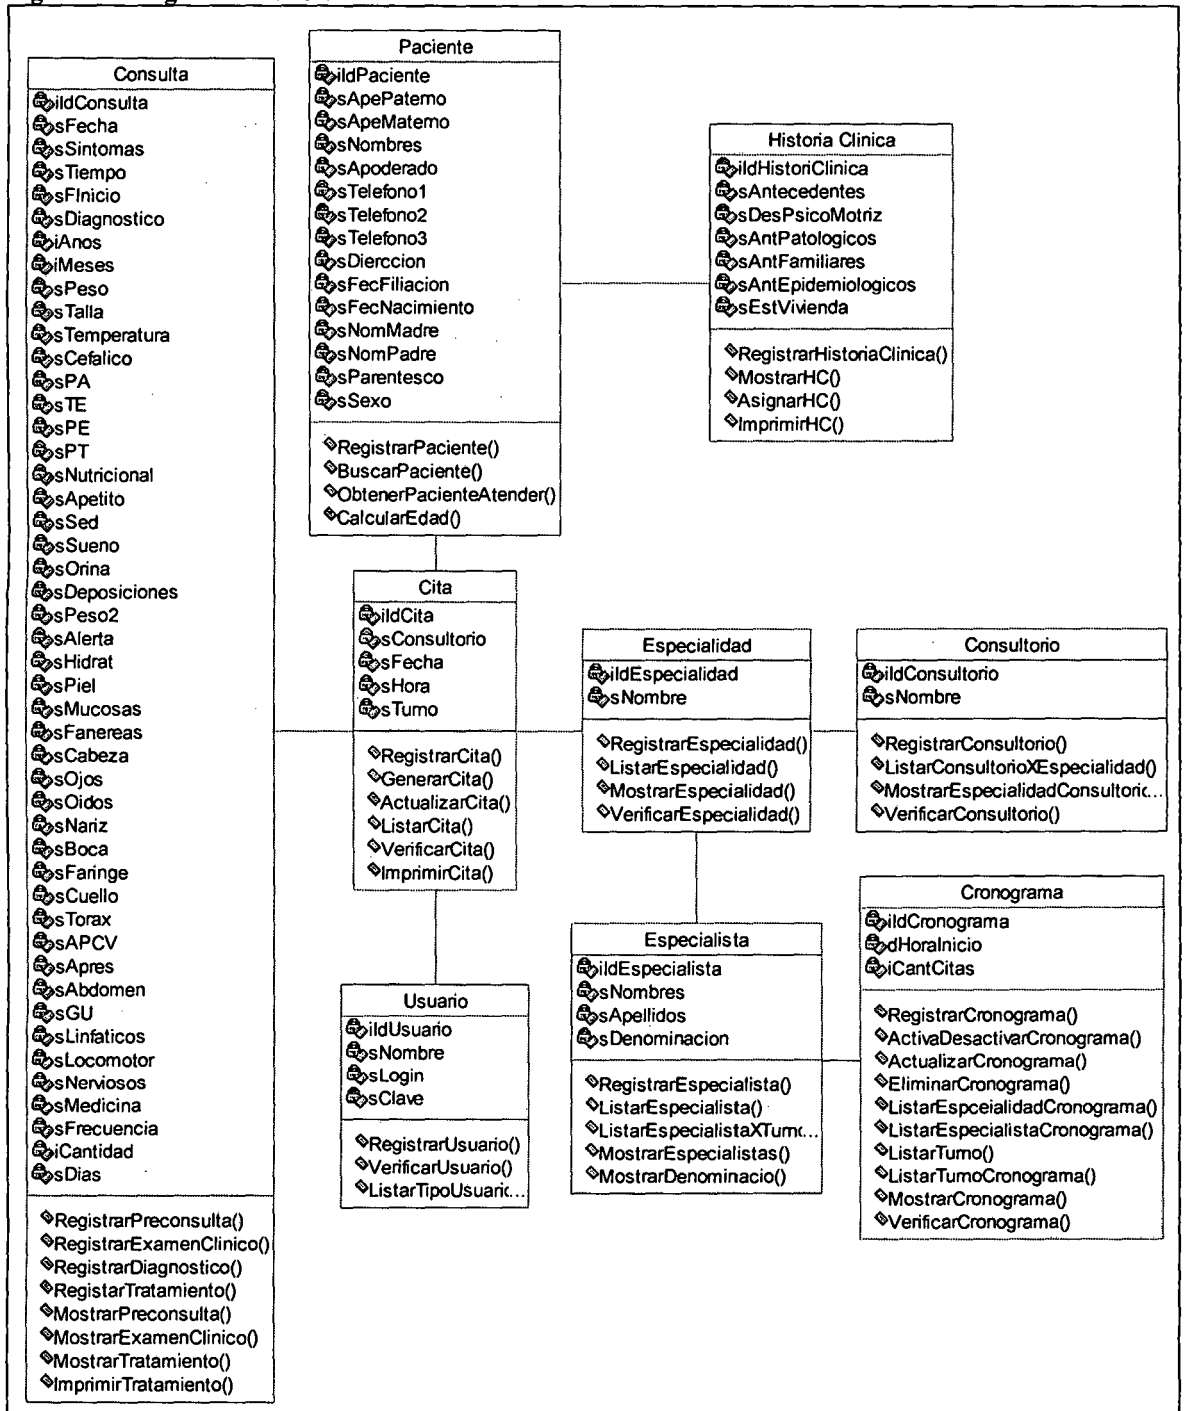 Consulta
iIdConsulta
sFecha
sSintomas
sTiempo
sFInicio
sDiagnostico
iAnos
iMeses
sPeso
sTalla
sTemperatura
sCefalico
sPA
sTE
sPE
sPT
sNutricional
sApetito
sSed
sSueno
sOrina
sDeposiciones
sPeso2
sAlerta
sHidrat
sPiel
sMucosas
sFanereas
sCabeza
sOjos
sOidos
sNariz
sBoca
sFaringe
sCuello
sTorax
sAPCV
sApres
sAbdomen
sGU
sLinfaticos
sLocomotor
sNerviosos
sMedicina
sFrecuencia
iCantidad
sDias
RegistrarPreconsulta()
RegistrarExamenClinico()
RegistrarDiagnostico()
RegistarTratamiento()
MostrarPreconsulta()
MostrarExamenClinico()
MostrarTratamiento()
ImprimirTratamiento()
Paciente
iIdPaciente
sApePaterno
sApeMaterno
sNombres
sApoderado
sTelefono1
sTelefono2
sTelefono3
sDierccion
sFecFiliacion
sFecNacimiento
sNomMadre
sNomPadre
sParentesco
sSexo
RegistrarPaciente()
BuscarPaciente()
ObtenerPacienteAtender()
CalcularEdad()
Historia Clinica
iIdHistoriClinica
sAntecedentes
sDesPsicoMotriz
sAntPatologicos
sAntFamiliares
sAntEpidemiologicos
sEstVivienda
RegistrarHistoriaClinica()
MostrarHC()
AsignarHC()
ImprimirHC()
Cita
iIdCita
sConsultorio
sFecha
sHora
sTurno
RegistrarCita()
GenerarCita()
ActualizarCita()
ListarCita()
VerificarCita()
ImprimirCita()
Especialidad
iIdEspecialidad
sNombre
RegistrarEspecialidad()
ListarEspecialidad()
MostrarEspecialidad()
VerificarEspecialidad()
Consultorio
iIdConsultorio
sNombre
RegistrarConsultorio()
ListarConsultorioXEspecialidad()
MostrarEspecialidadConsultoric...
VerificarConsultorio()
Usuario
iIdUsuario
sNombre
sLogin
sClave
RegistrarUsuario()
VerificarUsuario()
ListarTipoUsuaric...
Especialista
iIdEspecialista
sNombres
sApellidos
sDenominacion
RegistrarEspecialista()
ListarEspecialista()
ListarEspecialistaXTurnc...
MostrarEspecialistas()
MostrarDenominacio()
Cronograma
iIdCronograma
dHoraInicio
iCantCitas
RegistrarCronograma()
ActivaDesactivarCronograma()
ActualizarCronograma()
EliminarCronograma()
ListarEspceialidadCronograma()
ListarEspecialistaCronograma()
ListarTurno()
ListarTurnoCronograma()
MostrarCronograma()
VerificarCronograma()